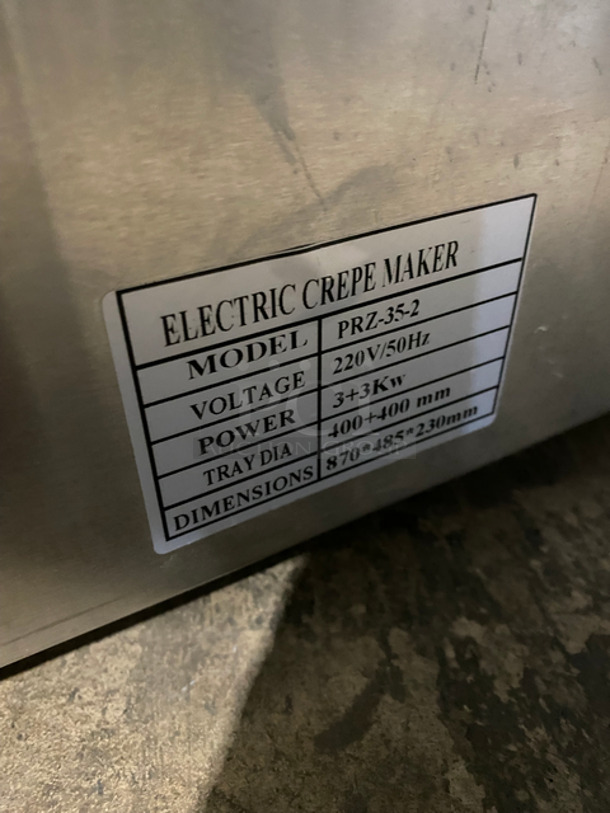 ELECTRIC CREPE MAKER
MODEL PRZ-35-2
VOLTAGE 220V/50Hz
POWER 3+3Kw
TRAY DIA 400+400 mm
DIMENSIONS 870*485*230mm